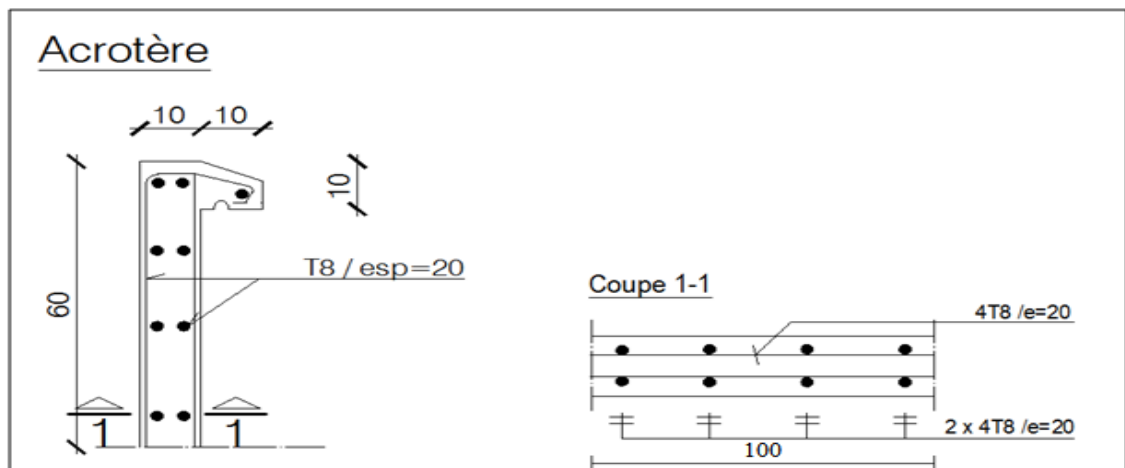 Acrotère
10 10
10
T8 / esp=20
60
1 1
Coupe 1-1
4T8 /e=20
2 x 4T8 /e=20
100